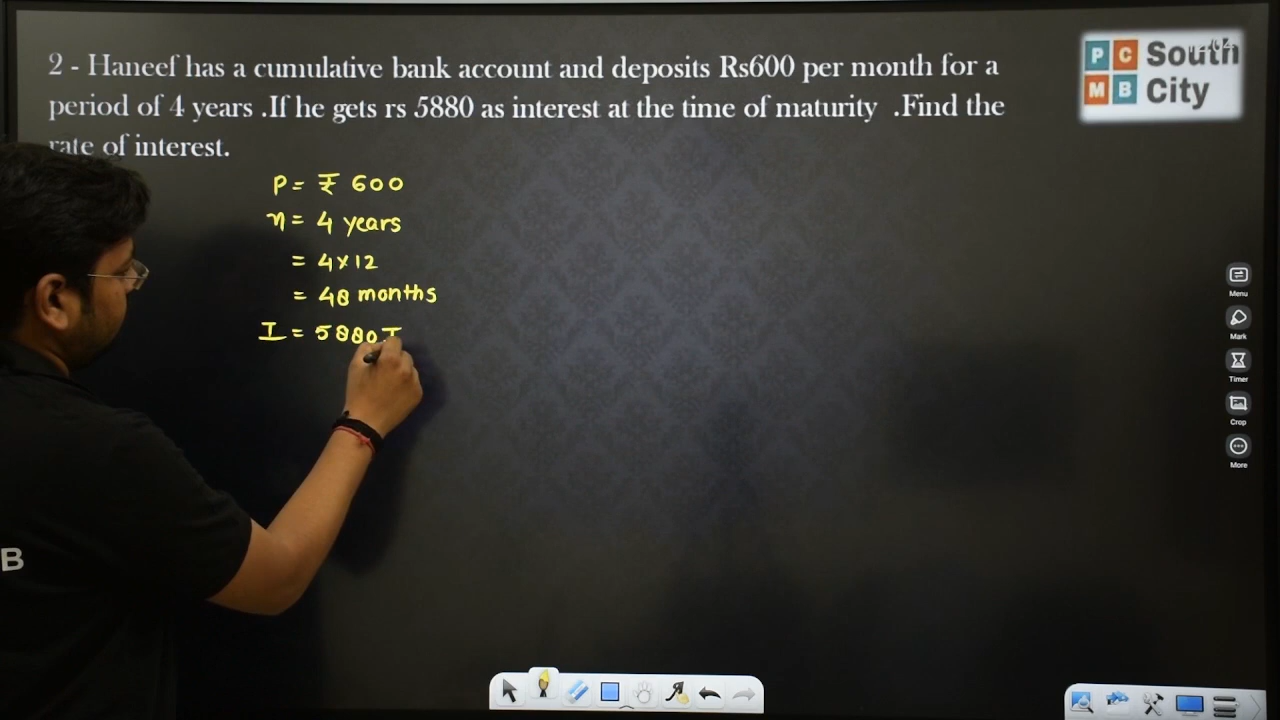 2 - Haneef has a cumulative bank account and deposits Rs600 per month for a
period of 4 years .If he gets rs 5880 as interest at the time of maturity .Find the
rate of interest.
P C South
M B City
P = ₹ 600
n = 4 years
= 4×12
= 48 months
I = 5880
Menu
Mark
Timer
Crop
More
B